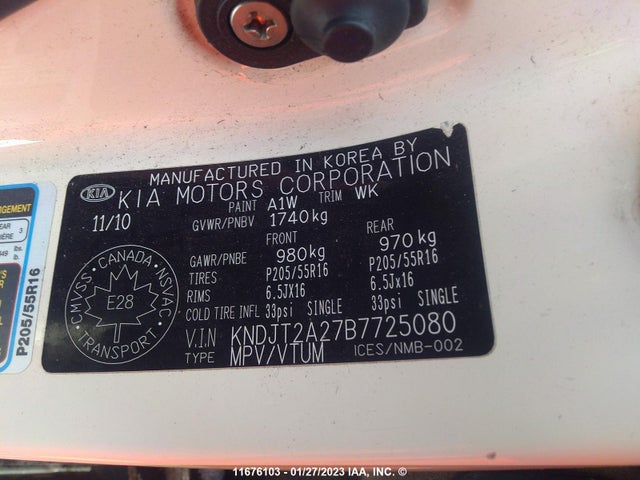 MANUFACTURED IN KOREA BY
KIA KIA MOTORS CORPORATION
11/10 PAINT A1W TRIM WK
GVWR/PNBV 1740kg
FRONT REAR
GAWR/PNBE 980kg 970kg
TIRES P205/55R16 P205/55R16
RIMS 6.5JX16 6.5JX16
COLD TIRE INFL 33psi SINGLE 33psi SINGLE
V.I.N KNDJT2A27B7725080
TYPE MPV/VTUM ICES/NMB-002
CANADA
CMVSS NSVAC
E28
TRANSPORT
P205/55R16
11676103 - 01/27/2023 IAA, INC. ©